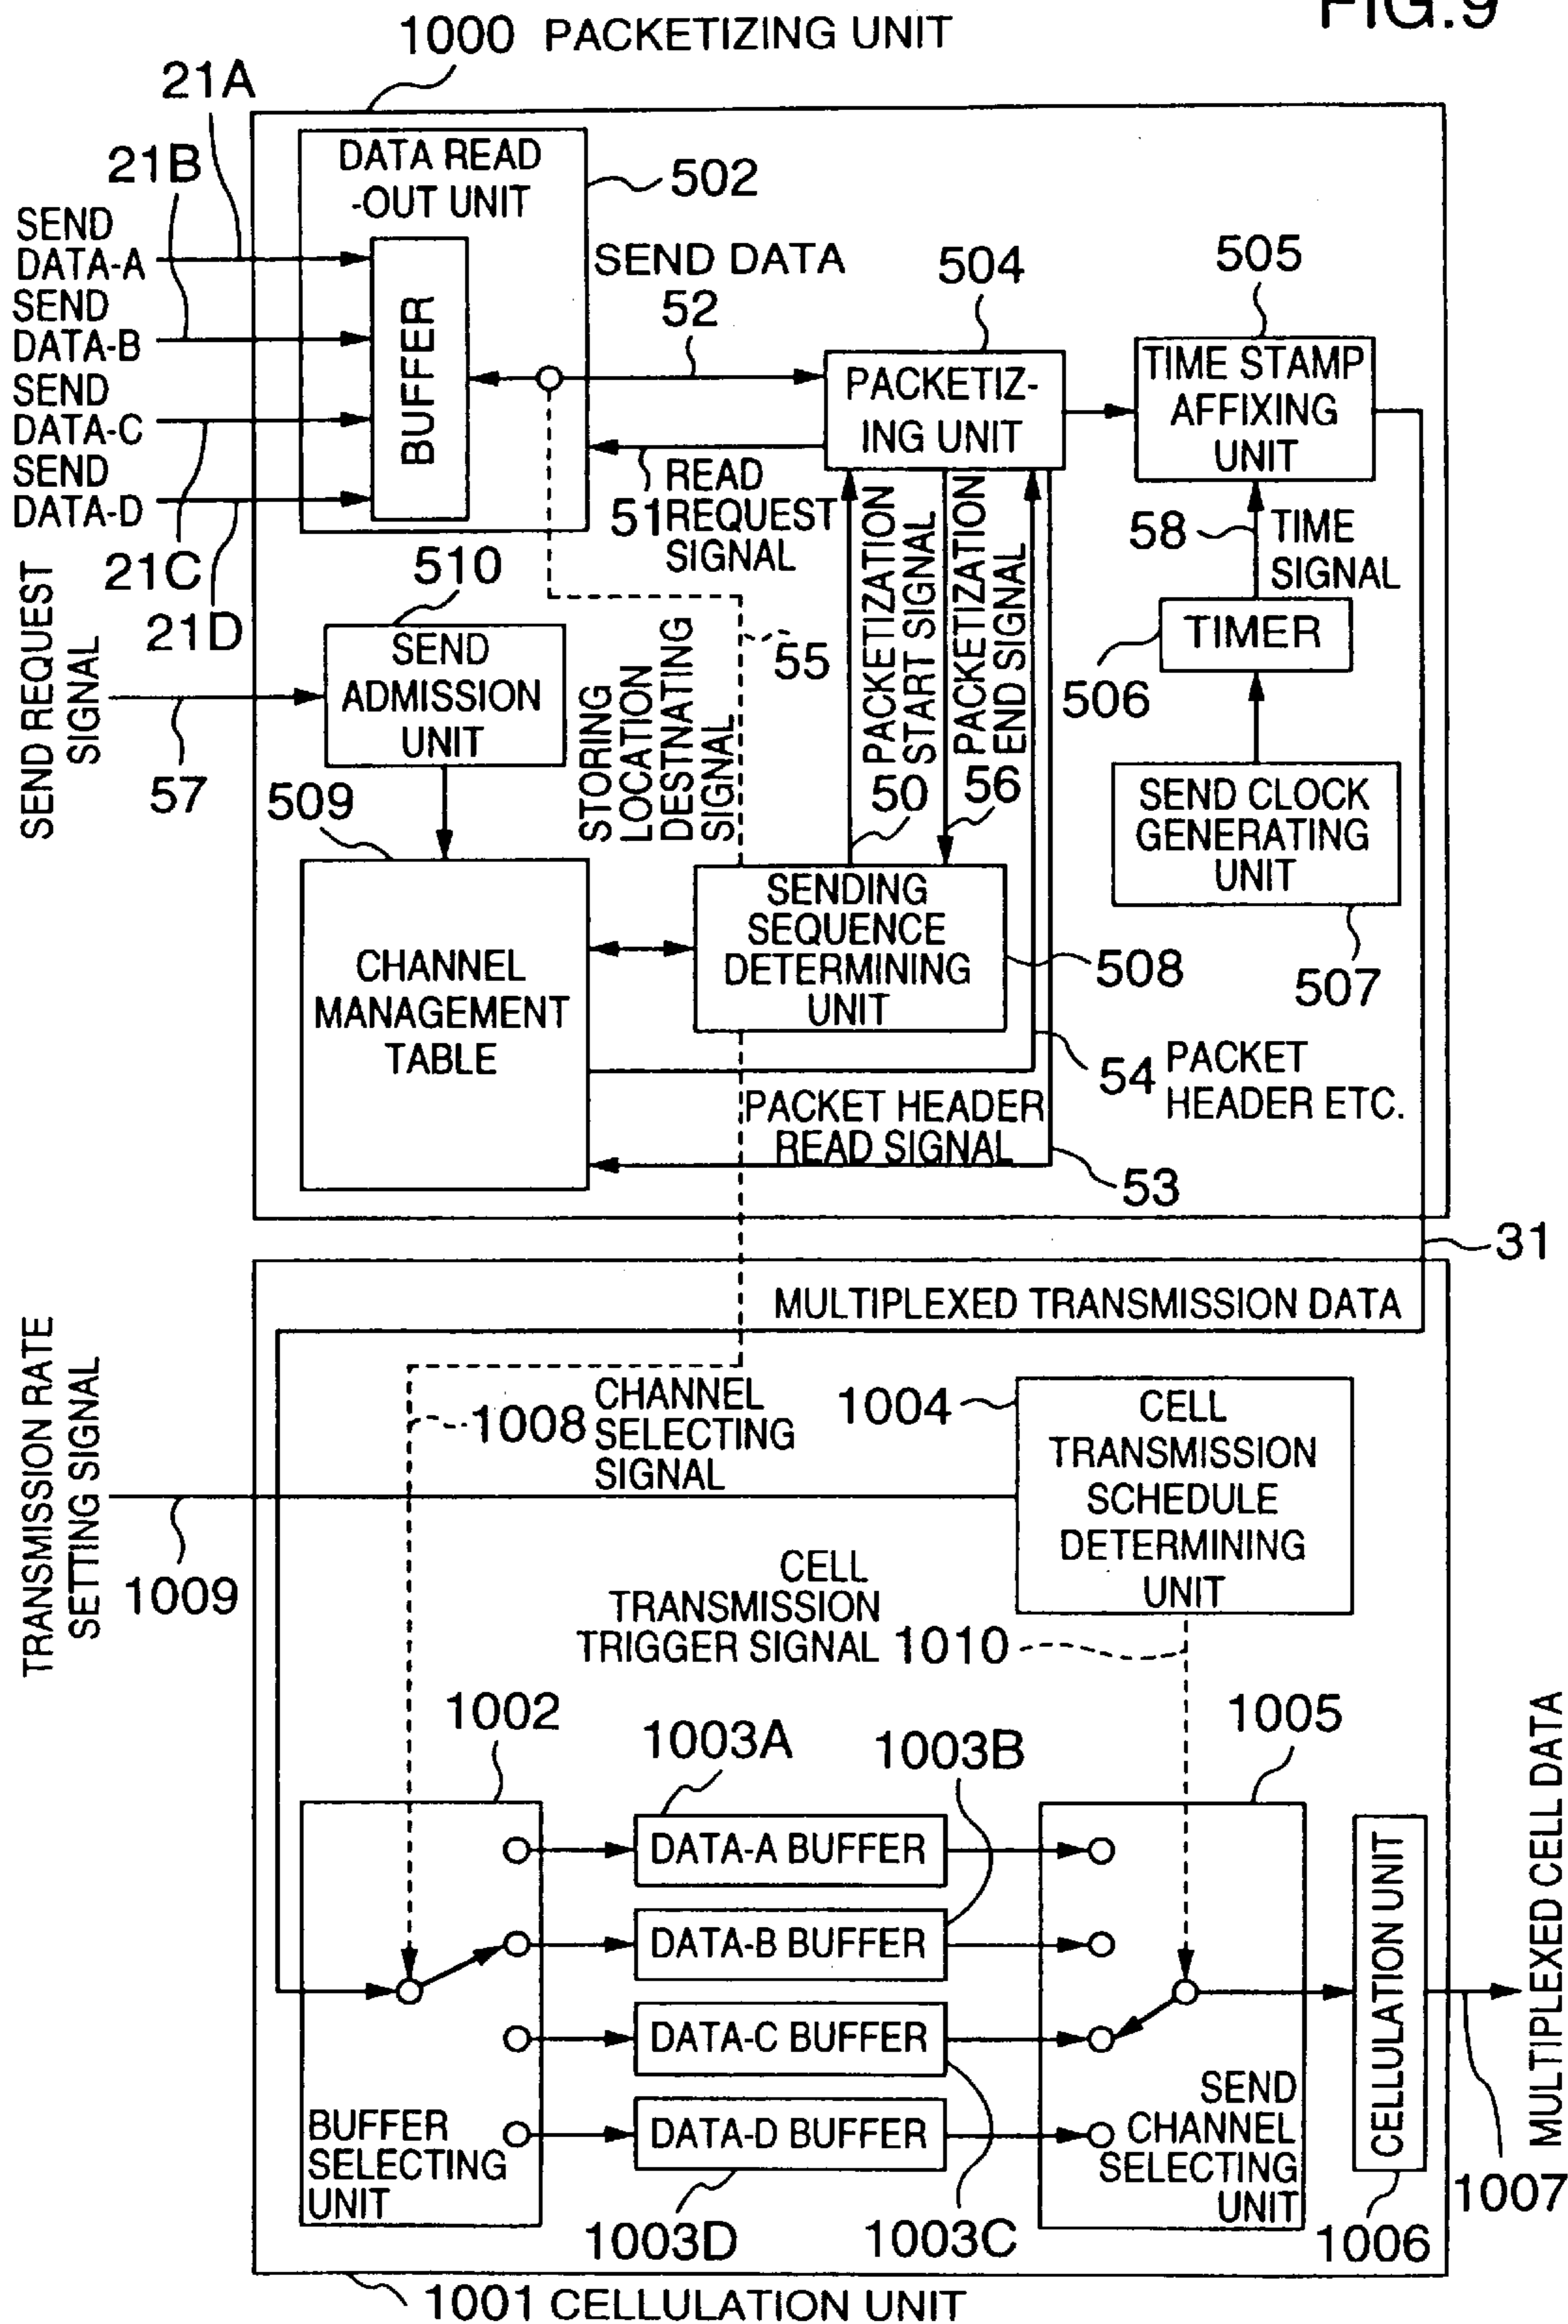 FIG.9
1000 PACKETIZING UNIT
21A
21B
SEND
DATA-A
SEND
DATA-B
SEND
DATA-C
SEND
DATA-D
21C
21D
DATA READ
-OUT UNIT
BUFFER
502
SEND DATA
52
504
PACKETIZ-
ING UNIT
505
TIME STAMP
AFFIXING
UNIT
51
READ
REQUEST
SIGNAL
58
TIME
SIGNAL
TIMER
506
SEND CLOCK
GENERATING
UNIT
507
SEND REQUEST
SIGNAL
57
510
SEND
ADMISSION
UNIT
509
CHANNEL
MANAGEMENT
TABLE
STORING
LOCATION
DESTNATING
SIGNAL
55
PACKETIZATION
START SIGNAL
50
PACKETIZATION
END SIGNAL
56
SENDING
SEQUENCE
DETERMINING
UNIT
508
54 PACKET
HEADER ETC.
PACKET HEADER
READ SIGNAL
53
31
MULTIPLEXED TRANSMISSION DATA
TRANSMISSION RATE
SETTING SIGNAL
1009
1008 CHANNEL
SELECTING
SIGNAL
1004
CELL
TRANSMISSION
SCHEDULE
DETERMINING
UNIT
CELL
TRANSMISSION
TRIGGER SIGNAL 1010
1002
1003A
1003B
1005
DATA-A BUFFER
DATA-B BUFFER
DATA-C BUFFER
DATA-D BUFFER
BUFFER
SELECTING
UNIT
SEND
CHANNEL
SELECTING
UNIT
CELLULATION UNIT
MULTIPLEXED CELL DATA
1007
1003D
1003C
1006
1001 CELLULATION UNIT